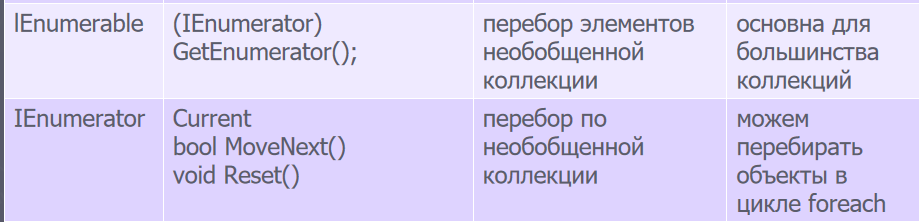 lEnumerable
(IEnumerator)
GetEnumerator();
перебор элементов
необобщенной
коллекции
основна для
большинства
коллекций
IEnumerator
Current
bool MoveNext()
void Reset()
перебор по
необобщенной
коллекции
можем
перебирать
объекты в
цикле foreach